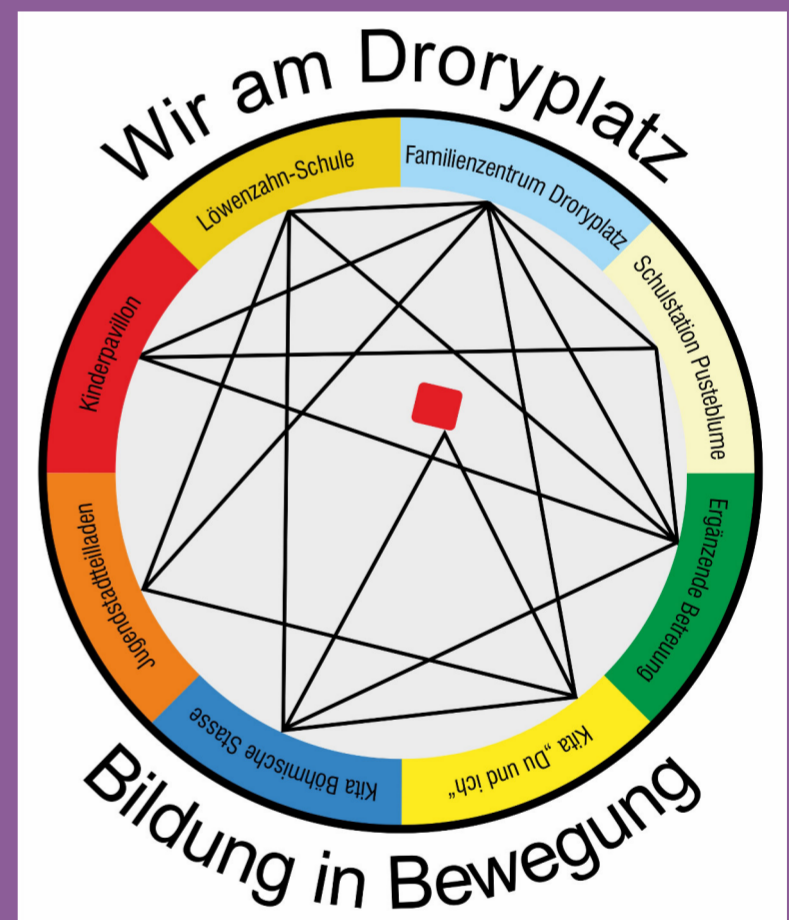 Wir am Droryplatz
Löwenzahn-Schule
Familienzentrum Droryplatz
Schulstation Pusteblume
Ergänzende Betreuung
Kita „Du und ich“
Kita Böhmische Stasse
Jugendstadtteilladen
Kinderpavillon
Bildung in Bewegung